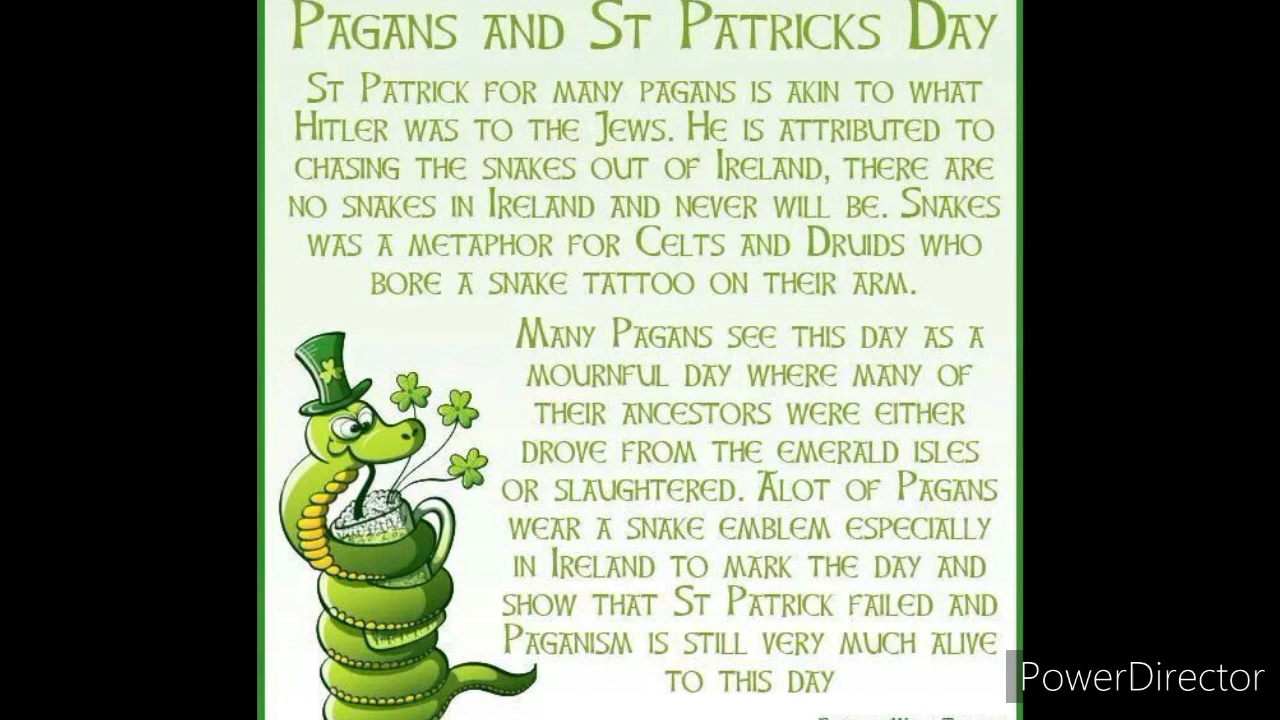 Pagans and St Patricks Day
St Patrick for many pagans is akin to what
Hitler was to the Jews. He is attributed to
chasing the snakes out of Ireland, there are
no snakes in Ireland and never will be. Snakes
was a metaphor for Celts and Druids who
bore a snake tattoo on their arm.
Many Pagans see this day as a
mournful day where many of
their ancestors were either
drove from the emerald isles
or slaughtered. Alot of Pagans
wear a snake emblem especially
in Ireland to mark the day and
show that St Patrick failed and
Paganism is still very much alive
to this day
PowerDirector